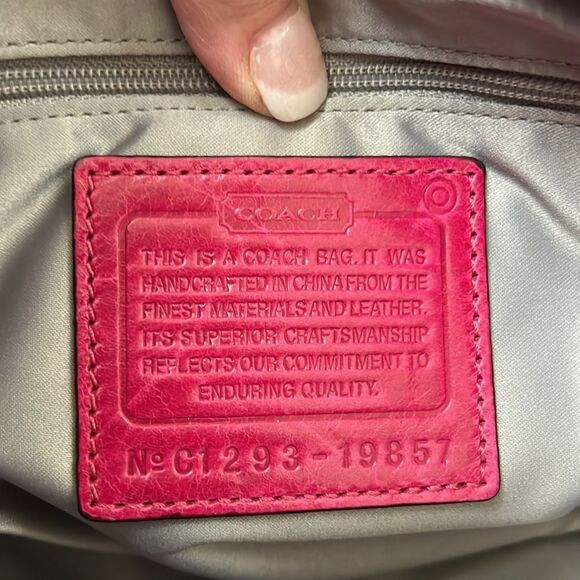 COACH
THIS IS A COACH BAG. IT WAS
HANDCRAFTED IN CHINA FROM THE
FINEST MATERIALS AND LEATHER.
ITS SUPERIOR CRAFTSMANSHIP
REFLECTS OUR COMMITMENT TO
ENDURING QUALITY.
Nº C1293-19857